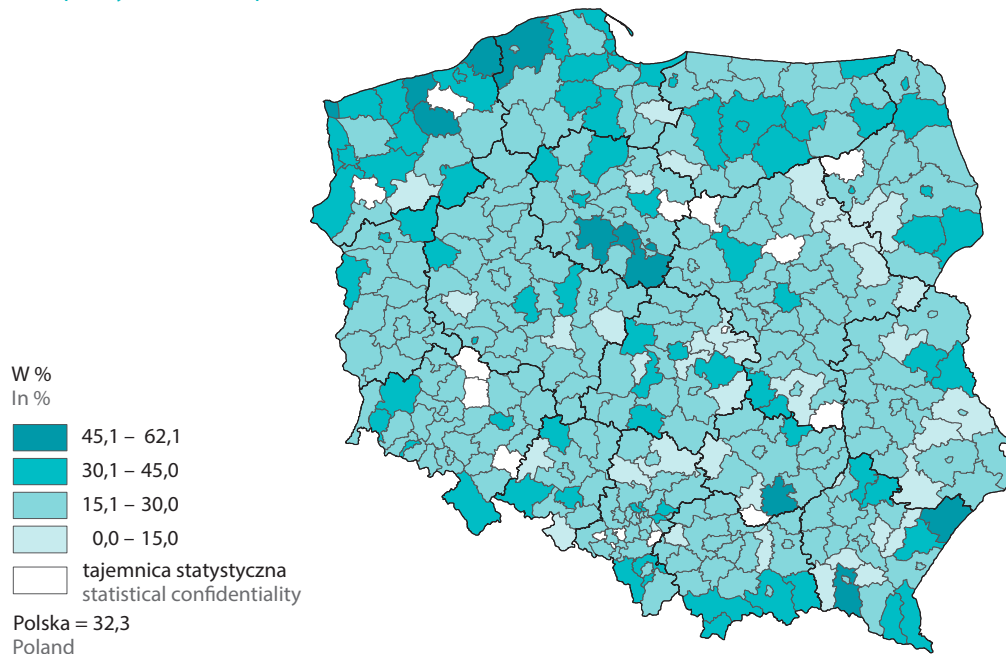 W %
In %
45,1 – 62,1
30,1 – 45,0
15,1 – 30,0
0,0 – 15,0
tajemnica statystyczna
statistical confidentiality
Polska = 32,3
Poland